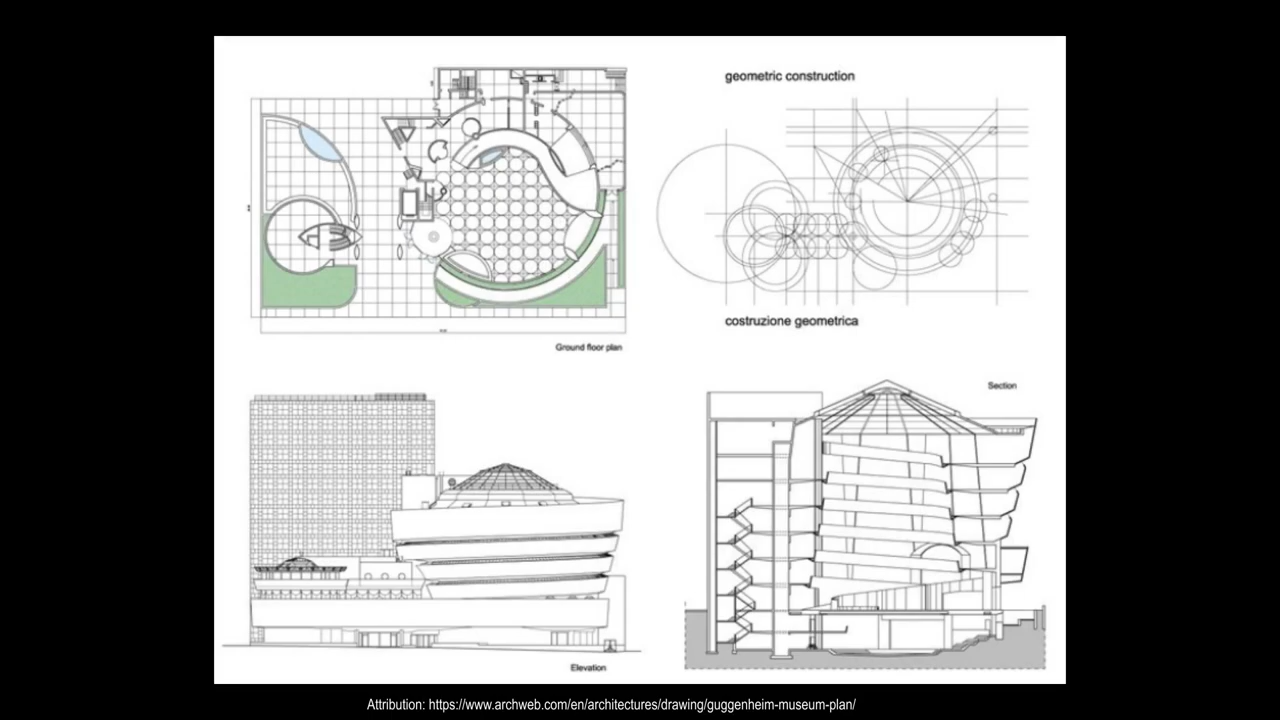 geometric construction
costruzione geometrica
Ground floor plan
Section
Elevation
Attribution: https://www.archweb.com/en/architectures/drawing/guggenheim-museum-plan/